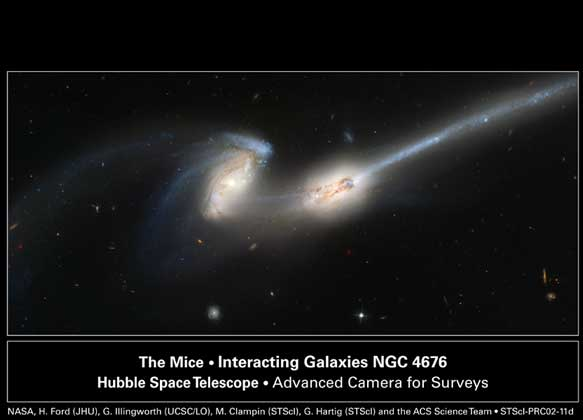 The Mice • Interacting Galaxies NGC 4676
Hubble Space Telescope • Advanced Camera for Surveys
NASA, H. Ford (JHU), G. Illingworth (UCSC/LO), M. Clampin (STScI), G. Hartig (STScI) and the ACS Science Team • STScI-PRC02-11d